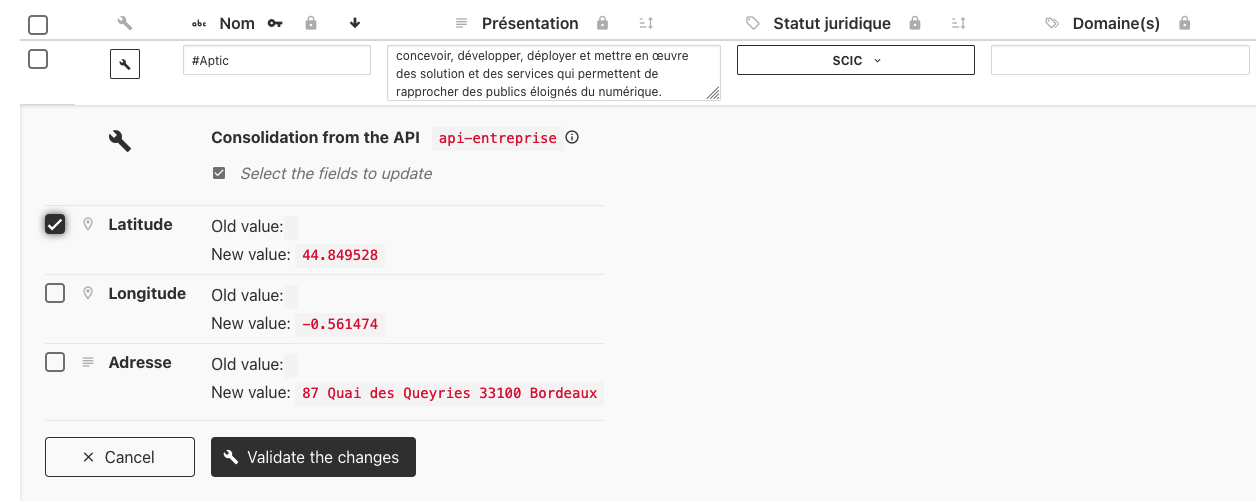 abc Nom Présentation Statut juridique Domaine(s)
#Aptic
concevoir, développer, déployer et mettre en œuvre
des solution et des services qui permettent de
rapprocher des publics éloignés du numérique.
SCIC
Consolidation from the API api-entreprise
Select the fields to update
Latitude
Old value:
New value: 44.849528
Longitude
Old value:
New value: -0.561474
Adresse
Old value:
New value: 87 Quai des Queyries 33100 Bordeaux
Cancel
Validate the changes